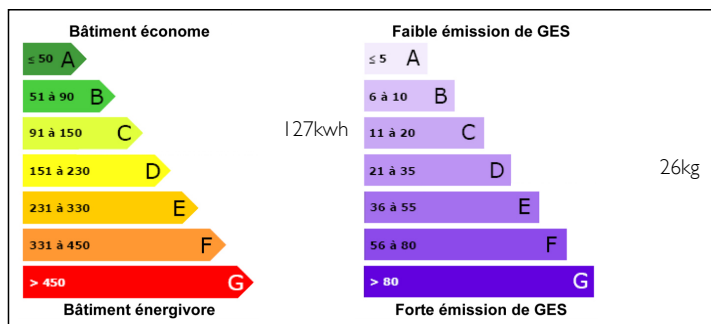 Bâtiment économe
≤ 50 A
51 à 90 B
91 à 150 C
127kwh
151 à 230 D
231 à 330 E
331 à 450 F
> 450 G
Bâtiment énergivore
Faible émission de GES
≤ 5 A
6 à 10 B
11 à 20 C
21 à 35 D
26kg
36 à 55 E
56 à 80 F
> 80 G
Forte émission de GES